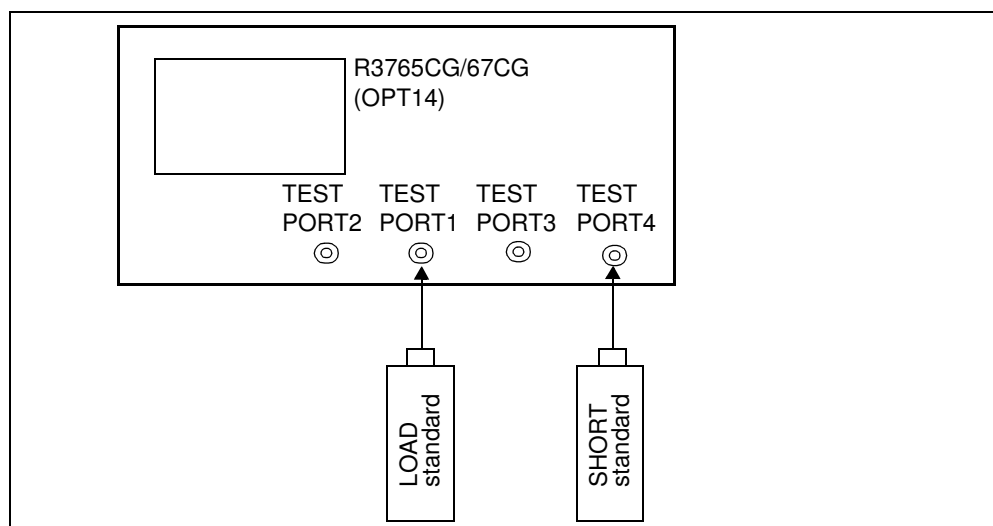 R3765CG/67CG
(OPT14)
TEST TEST TEST TEST
PORT2 PORT1 PORT3 PORT4
LOAD
standard
SHORT
standard